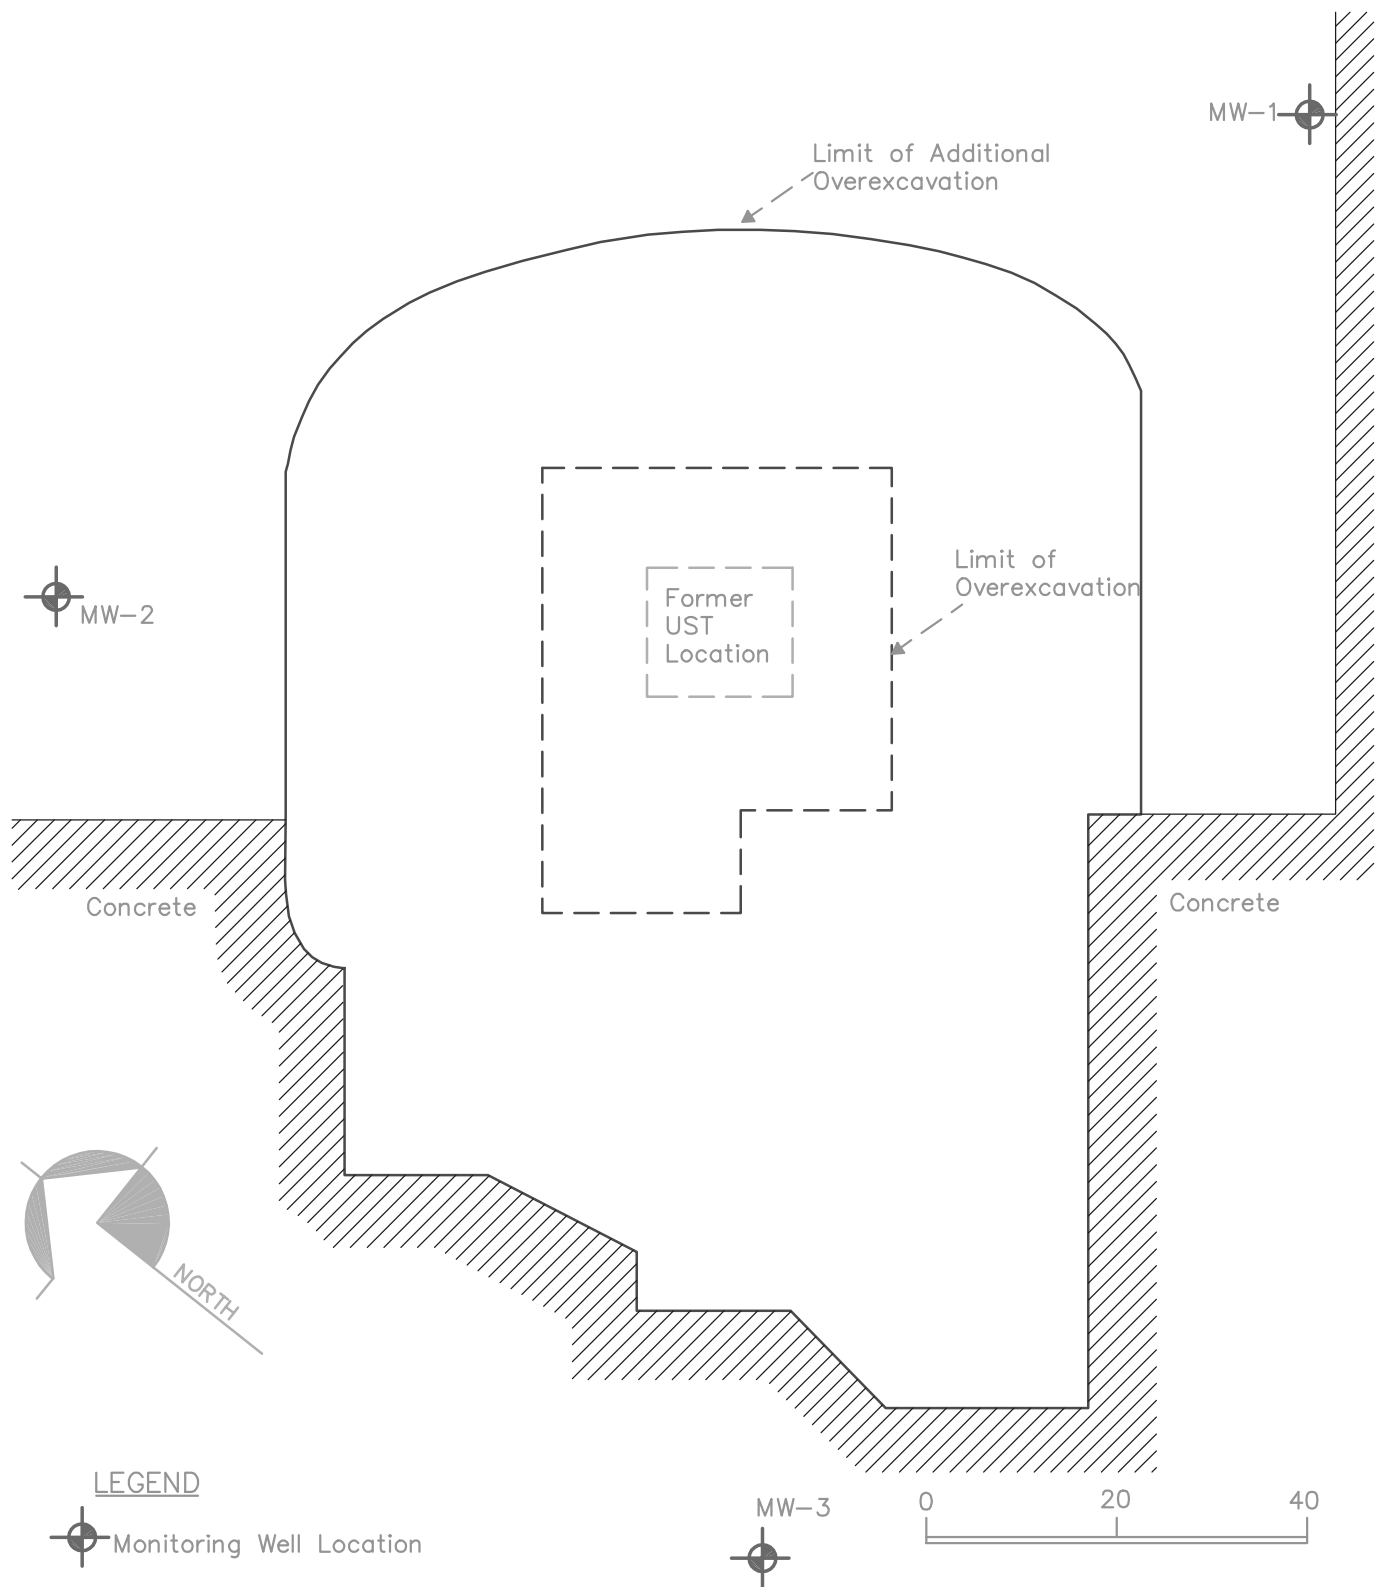 MW-1
Limit of Additional
Overexcavation
Limit of
Overexcavation
Former
UST
Location
MW-2
Concrete
Concrete
NORTH
LEGEND
Monitoring Well Location
MW-3
0 20 40